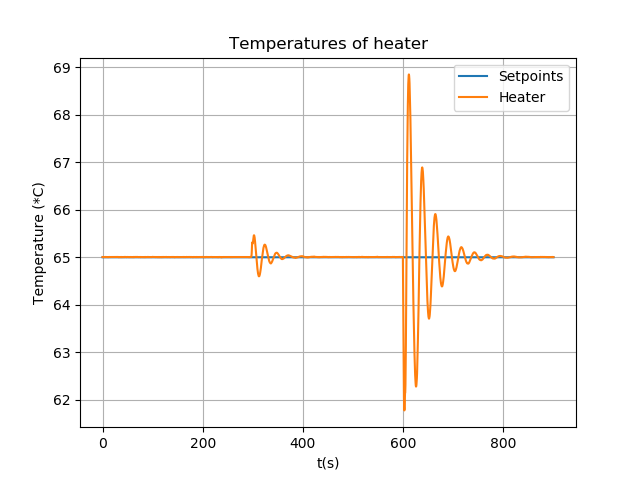 Temperatures of heater
Setpoints
Heater
Temperature (*C)
69
68
67
66
65
64
63
62
0 200 400 600 800
t(s)